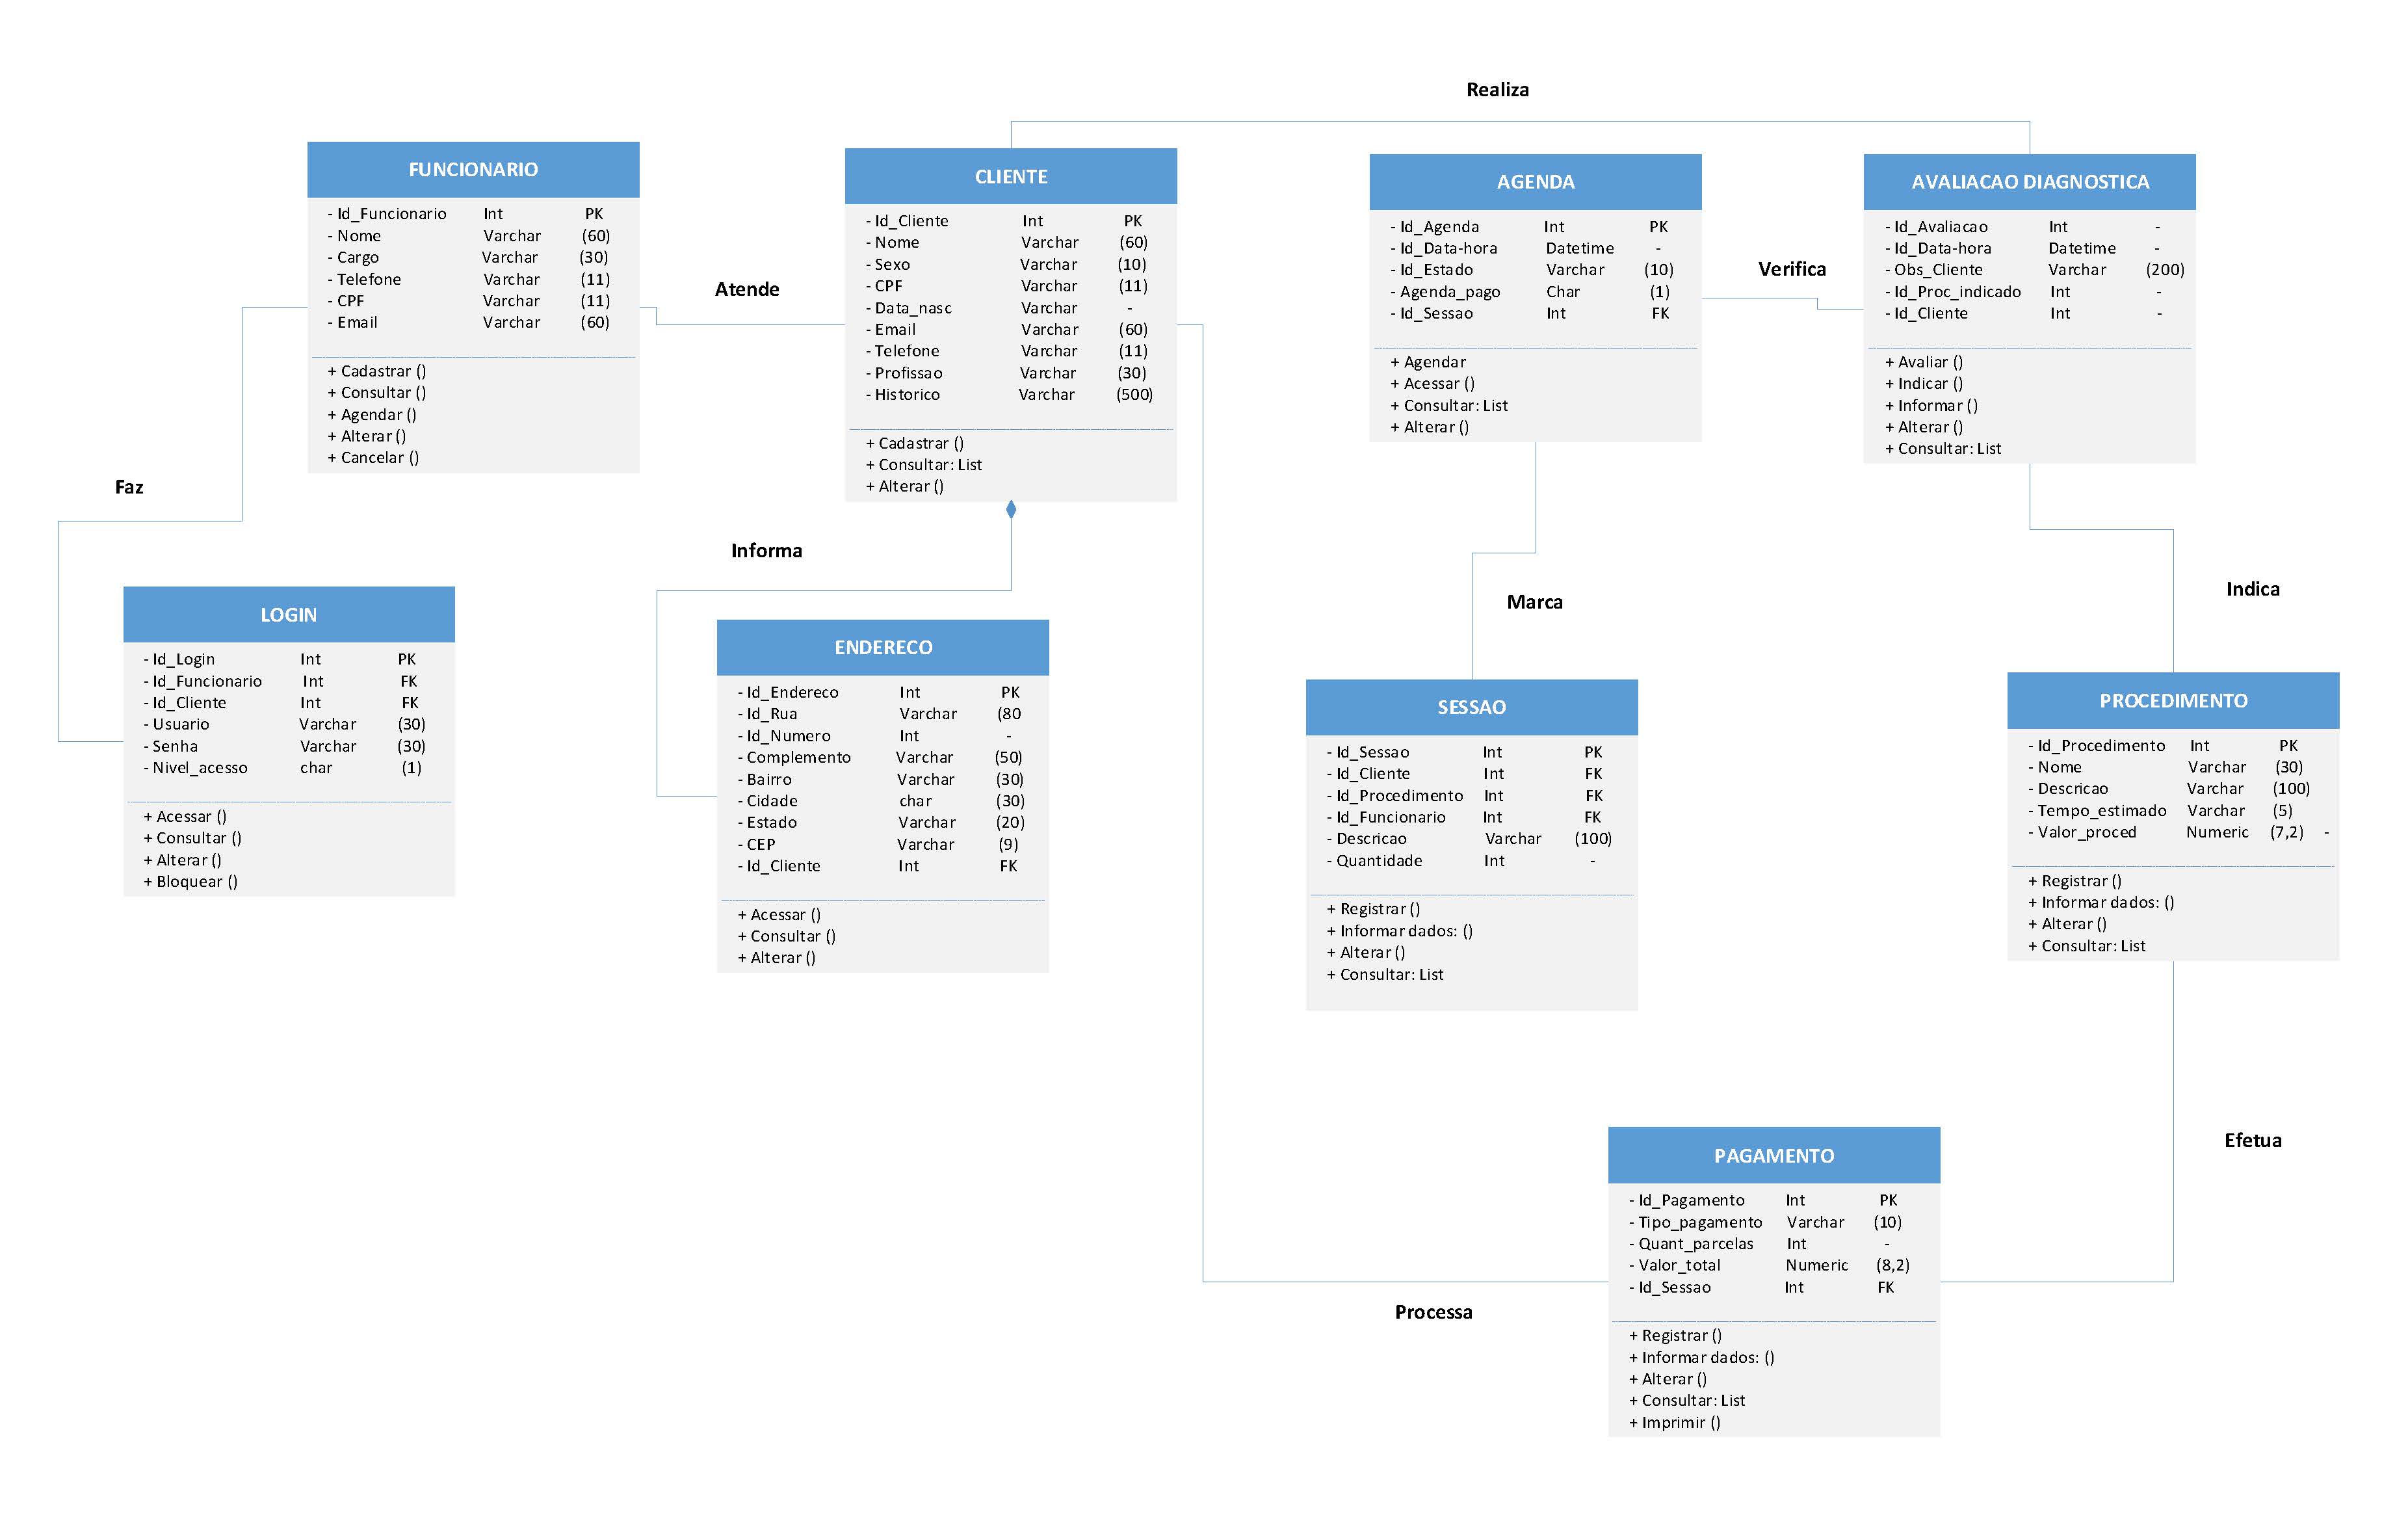 Realiza
FUNCIONARIO
- Id_Funcionario Int PK
- Nome Varchar (60)
- Cargo Varchar (30)
- Telefone Varchar (11)
- CPF Varchar (11)
- Email Varchar (60)
+ Cadastrar ()
+ Consultar ()
+ Agendar ()
+ Alterar ()
+ Cancelar ()
Atende
CLIENTE
- Id_Cliente Int PK
- Nome Varchar (60)
- Sexo Varchar (10)
- CPF Varchar (11)
- Data_nasc Varchar -
- Email Varchar (60)
- Telefone Varchar (11)
- Profissao Varchar (30)
- Historico Varchar (500)
+ Cadastrar ()
+ Consultar: List
+ Alterar ()
AGENDA
- Id_Agenda Int PK
- Id_Data-hora Datetime -
- Id_Estado Varchar (10)
- Agenda_pago Char (1)
- Id_Sessao Int FK
+ Agendar
+ Acessar ()
+ Consultar: List
+ Alterar ()
Verifica
AVALIACAO DIAGNOSTICA
- Id_Avaliacao Int -
- Id_Data-hora Datetime -
- Obs_Cliente Varchar (200)
- Id_Proc_indicado Int -
- Id_Cliente Int -
+ Avaliar ()
+ Indicar ()
+ Informar ()
+ Alterar ()
+ Consultar: List
Faz
Informa
Marca
Indica
LOGIN
- Id_Login Int PK
- Id_Funcionario Int FK
- Id_Cliente Int FK
- Usuario Varchar (30)
- Senha Varchar (30)
- Nivel_acesso char (1)
+ Acessar ()
+ Consultar ()
+ Alterar ()
+ Bloquear ()
ENDERECO
- Id_Endereco Int PK
- Id_Rua Varchar (80
- Id_Numero Int -
- Complemento Varchar (50)
- Bairro Varchar (30)
- Cidade char (30)
- Estado Varchar (20)
- CEP Varchar (9)
- Id_Cliente Int FK
+ Acessar ()
+ Consultar ()
+ Alterar ()
SESSAO
- Id_Sessao Int PK
- Id_Cliente Int FK
- Id_Procedimento Int FK
- Id_Funcionario Int FK
- Descricao Varchar (100)
- Quantidade Int -
+ Registrar ()
+ Informar dados: ()
+ Alterar ()
+ Consultar: List
PROCEDIMENTO
- Id_Procedimento Int PK
- Nome Varchar (30)
- Descricao Varchar (100)
- Tempo_estimado Varchar (5)
- Valor_proced Numeric (7,2) -
+ Registrar ()
+ Informar dados: ()
+ Alterar ()
+ Consultar: List
Efetua
PAGAMENTO
- Id_Pagamento Int PK
- Tipo_pagamento Varchar (10)
- Quant_parcelas Int -
- Valor_total Numeric (8,2)
- Id_Sessao Int FK
+ Registrar ()
+ Informar dados: ()
+ Alterar ()
+ Consultar: List
+ Imprimir ()
Processa